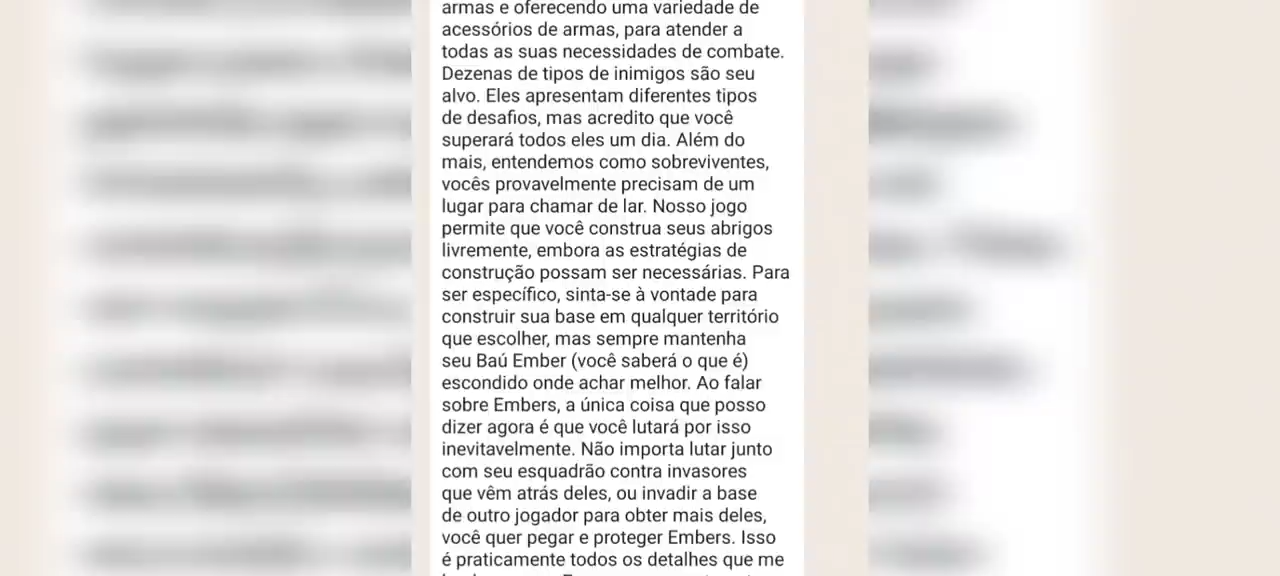 armas e oferecendo uma variedade de
acessórios de armas, para atender a
todas as suas necessidades de combate.
Dezenas de tipos de inimigos são seu
alvo. Eles apresentam diferentes tipos
de desafios, mas acredito que você
superará todos eles um dia. Além do
mais, entendemos como sobreviventes,
vocês provavelmente precisam de um
lugar para chamar de lar. Nosso jogo
permite que você construa seus abrigos
livremente, embora as estratégias de
construção possam ser necessárias. Para
ser específico, sinta-se à vontade para
construir sua base em qualquer território
que escolher, mas sempre mantenha
seu Baú Ember (você saberá o que é)
escondido onde achar melhor. Ao falar
sobre Embers, a única coisa que posso
dizer agora é que você lutará por isso
inevitavelmente. Não importa lutar junto
com seu esquadrão contra invasores
que vêm atrás deles, ou invadir a base
de outro jogador para obter mais deles,
você quer pegar e proteger Embers. Isso
é praticamente todos os detalhes que me